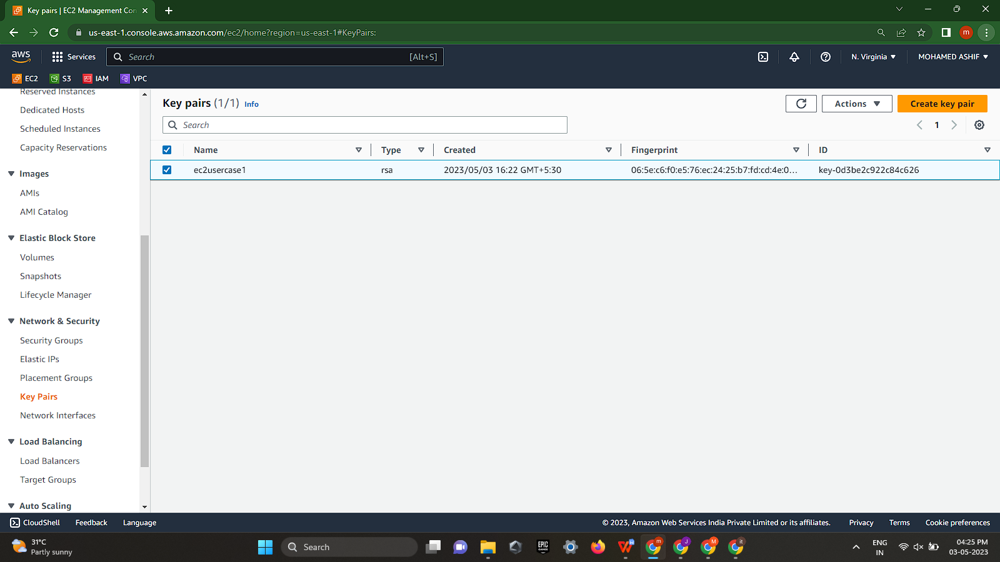 Key pairs | EC2 Management Con
us-east-1.console.aws.amazon.com/ec2/home?region=us-east-1#KeyPairs:
m
aws
Services
Search
[Alt+S]
N. Virginia
MOHAMED ASHIF
EC2
S3
IAM
VPC
Reserved Instances
Dedicated Hosts
Scheduled Instances
Capacity Reservations
Images
AMIs
AMI Catalog
Elastic Block Store
Volumes
Snapshots
Lifecycle Manager
Network & Security
Security Groups
Elastic IPs
Placement Groups
Key Pairs
Network Interfaces
Load Balancing
Load Balancers
Target Groups
Auto Scaling
Key pairs (1/1) Info
Actions
Create key pair
Search
1
Name Type Created Fingerprint ID
ec2usercase1 rsa 2023/05/03 16:22 GMT+5:30 06:5e:c6:f0:e5:76:ec:24:25:b7:fd:cd:4e:0... key-0d3be2c922c84c626
CloudShell Feedback Language
© 2023, Amazon Web Services India Private Limited or its affiliates. Privacy Terms Cookie preferences
31°C
Partly sunny
Search
EPIC
GAMES
W
m
J
M
it
ENG
IN
04:25 PM
03-05-2023